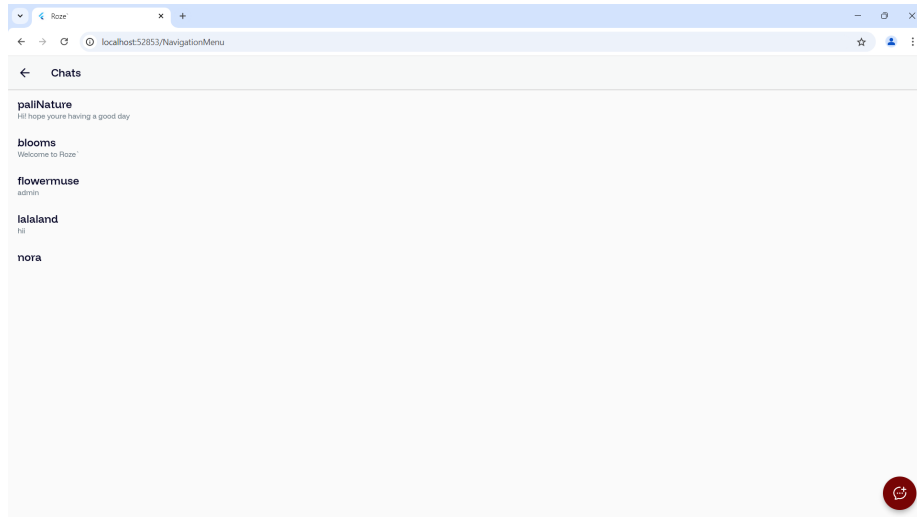 Roze`
localhost:52853/NavigationMenu
Chats
paliNature
Hi! hope youre having a good day
blooms
Welcome to Roze`
flowermuse
admin
lalaland
hii
nora